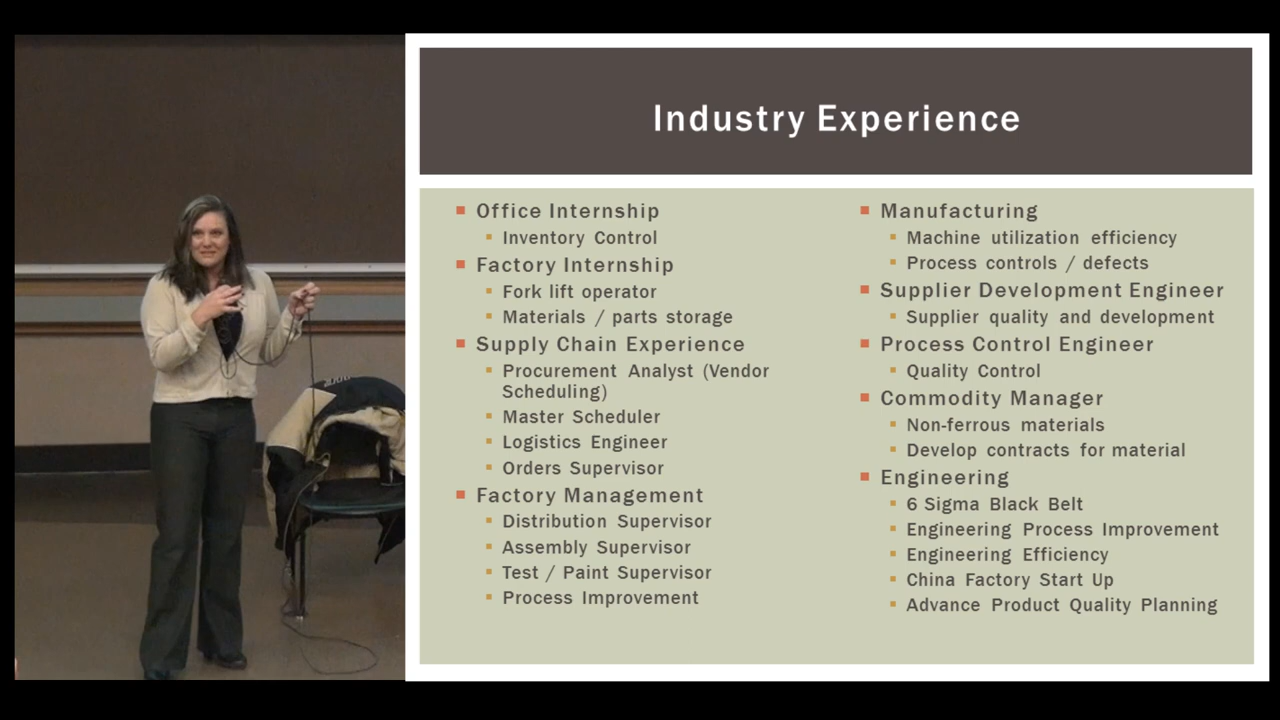 Industry Experience
Office Internship
Inventory Control
Factory Internship
Fork lift operator
Materials / parts storage
Supply Chain Experience
Procurement Analyst (Vendor
Scheduling)
Master Scheduler
Logistics Engineer
Orders Supervisor
Factory Management
Distribution Supervisor
Assembly Supervisor
Test / Paint Supervisor
Process Improvement
Manufacturing
Machine utilization efficiency
Process controls / defects
Supplier Development Engineer
Supplier quality and development
Process Control Engineer
Quality Control
Commodity Manager
Non-ferrous materials
Develop contracts for material
Engineering
6 Sigma Black Belt
Engineering Process Improvement
Engineering Efficiency
China Factory Start Up
Advance Product Quality Planning